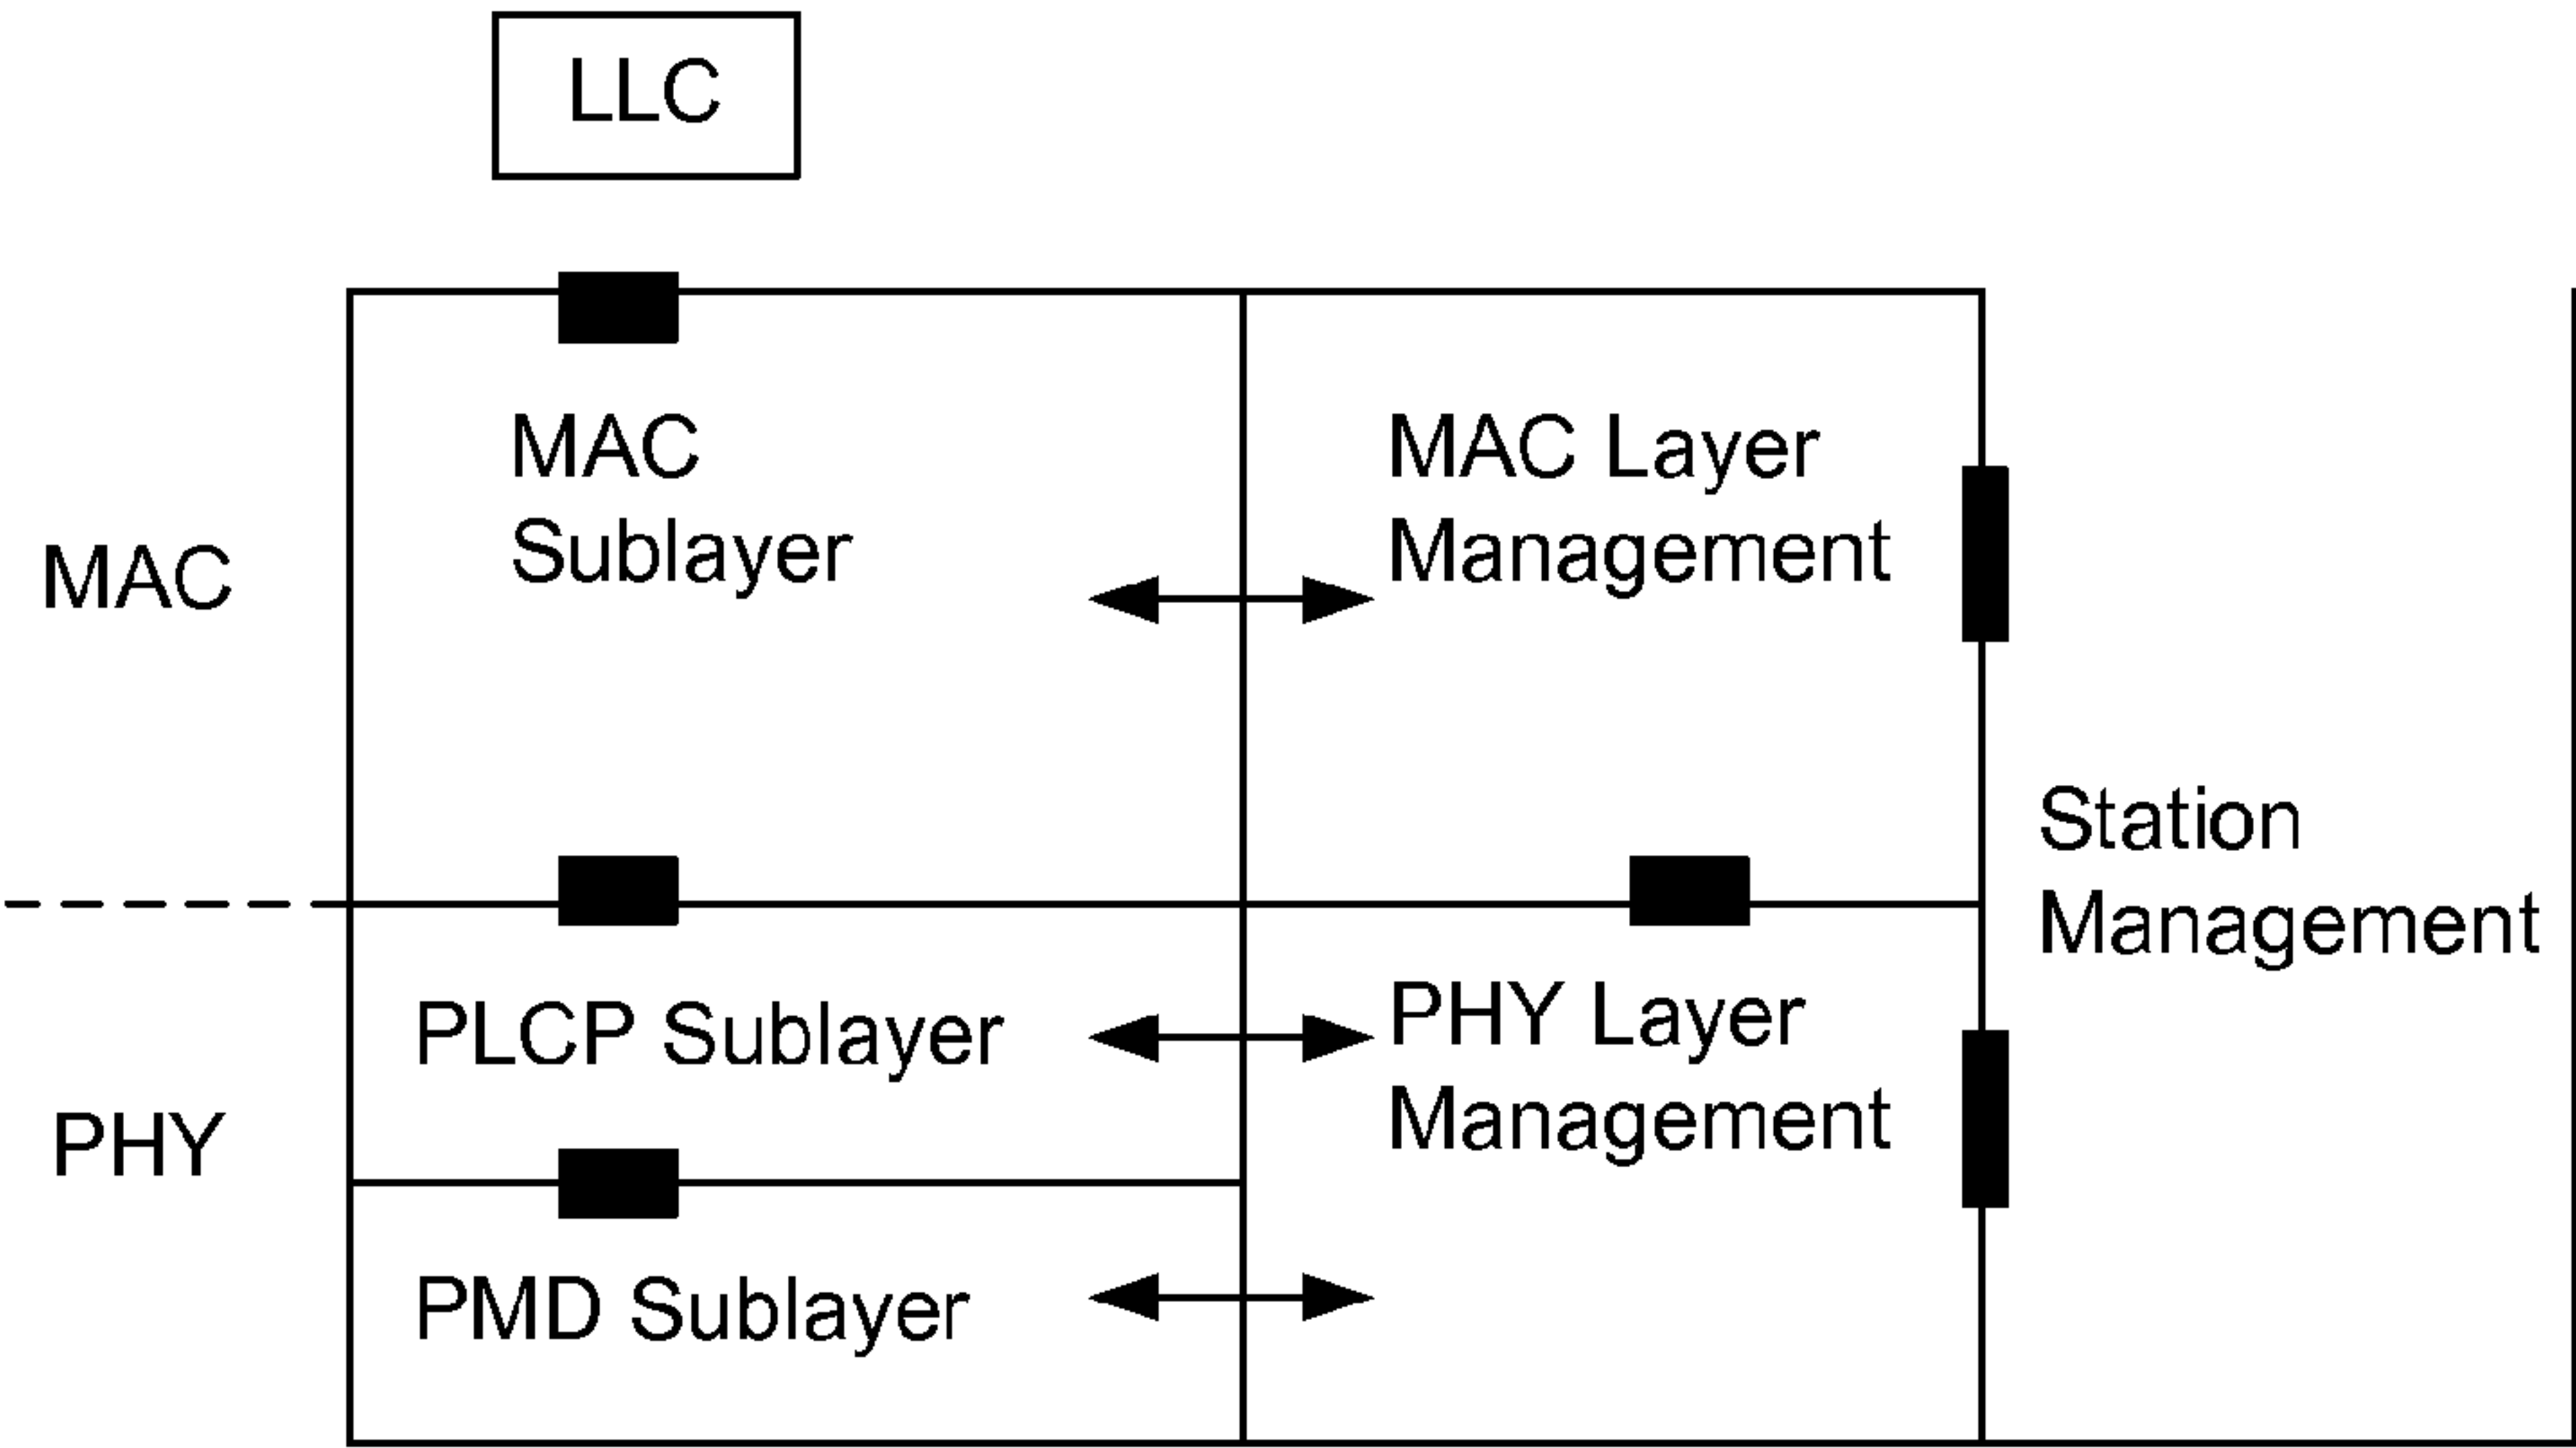 LLC
MAC
MAC
Sublayer
MAC Layer
Management
Station
Management
PHY
PLCP Sublayer
PHY Layer
Management
PMD Sublayer